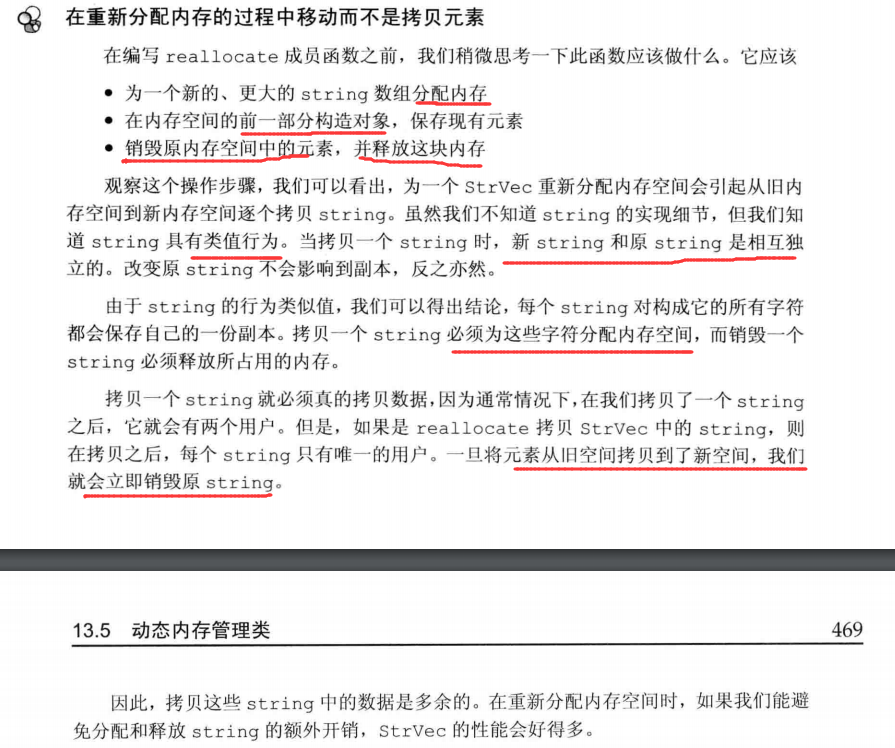 在重新分配内存的过程中移动而不是拷贝元素
在编写 reallocate 成员函数之前，我们稍微思考一下此函数应该做什么。它应该
● 为一个新的、更大的 string 数组分配内存
● 在内存空间的前一部分构造对象，保存现有元素
● 销毁原内存空间中的元素，并释放这块内存
观察这个操作步骤，我们可以看出，为一个 StrVec 重新分配内存空间会引起从旧内
存空间到新内存空间逐个拷贝 string。虽然我们不知道 string 的实现细节，但我们知
道 string 具有类值行为。当拷贝一个 string 时，新 string 和原 string 是相互独
立的。改变原 string 不会影响到副本，反之亦然。
由于 string 的行为类似值，我们可以得出结论，每个 string 对构成它的所有字符
都会保存自己的一份副本。拷贝一个 string 必须为这些字符分配内存空间，而销毁一个
string 必须释放所占用的内存。
拷贝一个 string 就必须真的拷贝数据，因为通常情况下，在我们拷贝了一个 string
之后，它就会有两个用户。但是，如果是 reallocate 拷贝 StrVec 中的 string，则
在拷贝之后，每个 string 只有唯一的用户。一旦将元素从旧空间拷贝到了新空间，我们
就会立即销毁原 string。
13.5 动态内存管理类 469
因此，拷贝这些 string 中的数据是多余的。在重新分配内存空间时，如果我们能避
免分配和释放 string 的额外开销，StrVec 的性能会好得多。